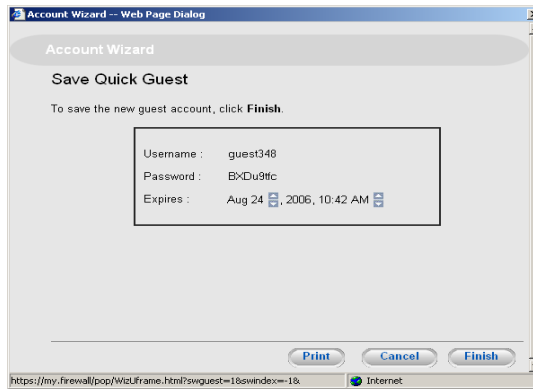 Account Wizard -- Web Page Dialog
Account Wizard
Save Quick Guest
To save the new guest account, click Finish.
Username : guest348
Password : BXDu9tfc
Expires : Aug 24 , 2006, 10:42 AM
Print Cancel Finish
https://my.firewall/pop/WizUframe.html?swguest=1&swindex=-1& Internet